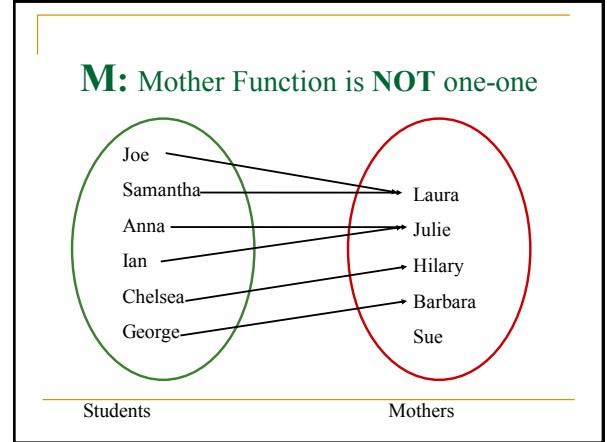 M: Mother Function is NOT one-one
Joe
Samantha
Anna
Ian
Chelsea
George
Laura
Julie
Hilary
Barbara
Sue
Students
Mothers